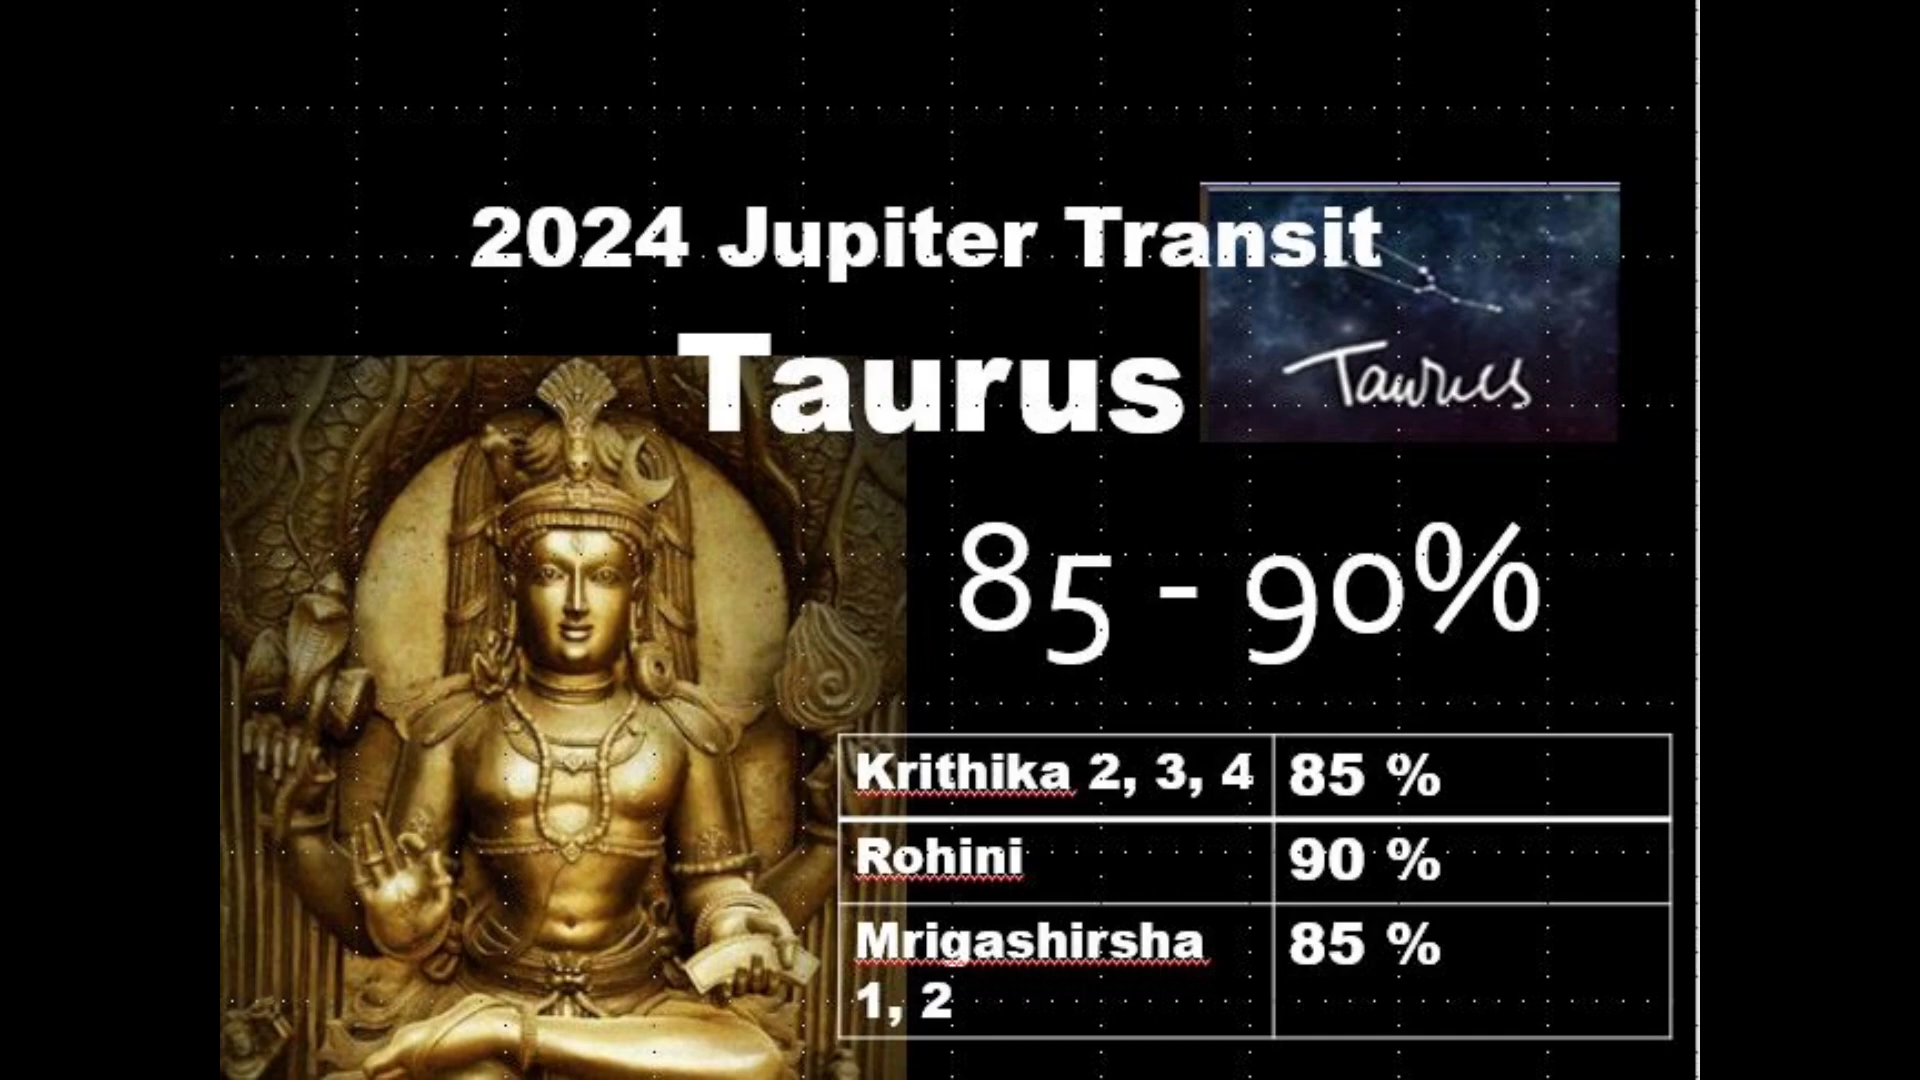 2024 Jupiter Transit
Taurus
Taurus
85 - 90%
Krithika 2, 3, 4 85 %
Rohini 90 %
Mrigashirsha 85 %
1, 2